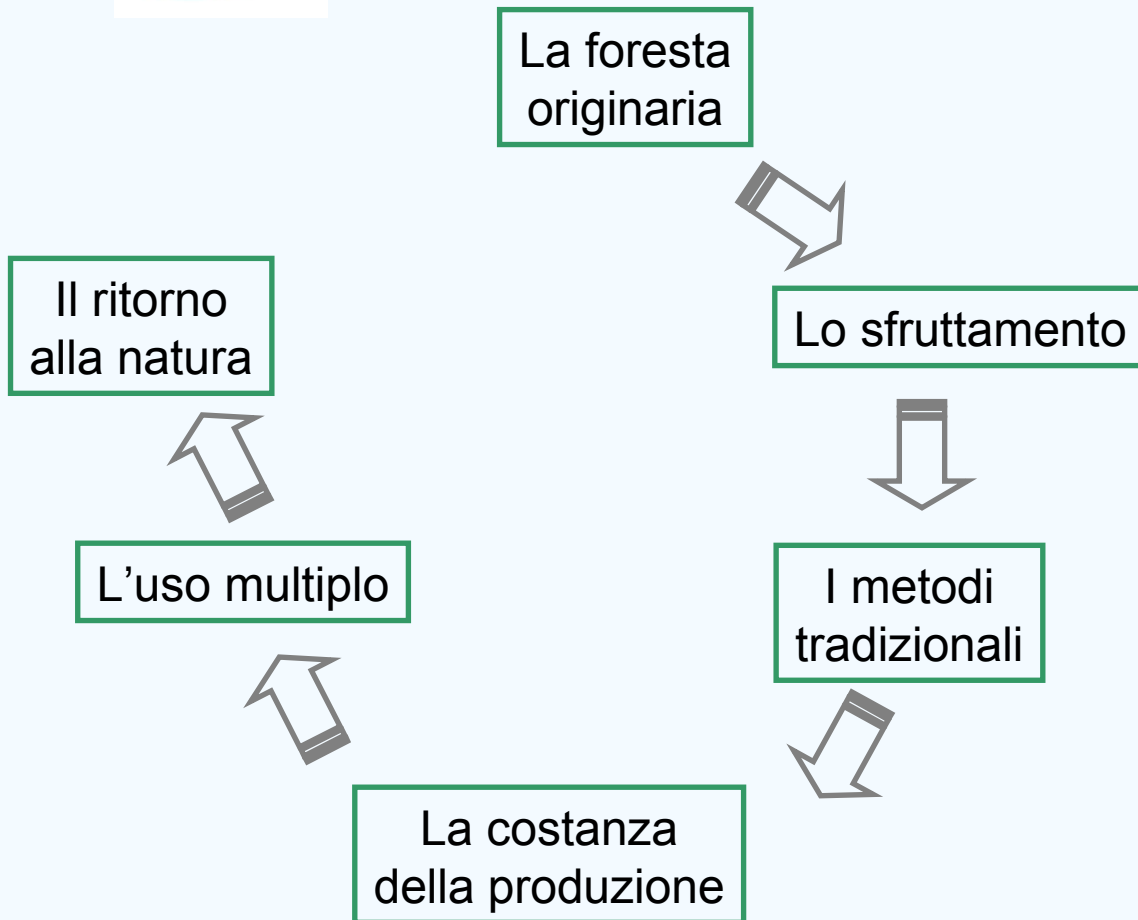 La foresta
originaria
Lo sfruttamento
I metodi
tradizionali
La costanza
della produzione
L’uso multiplo
Il ritorno
alla natura